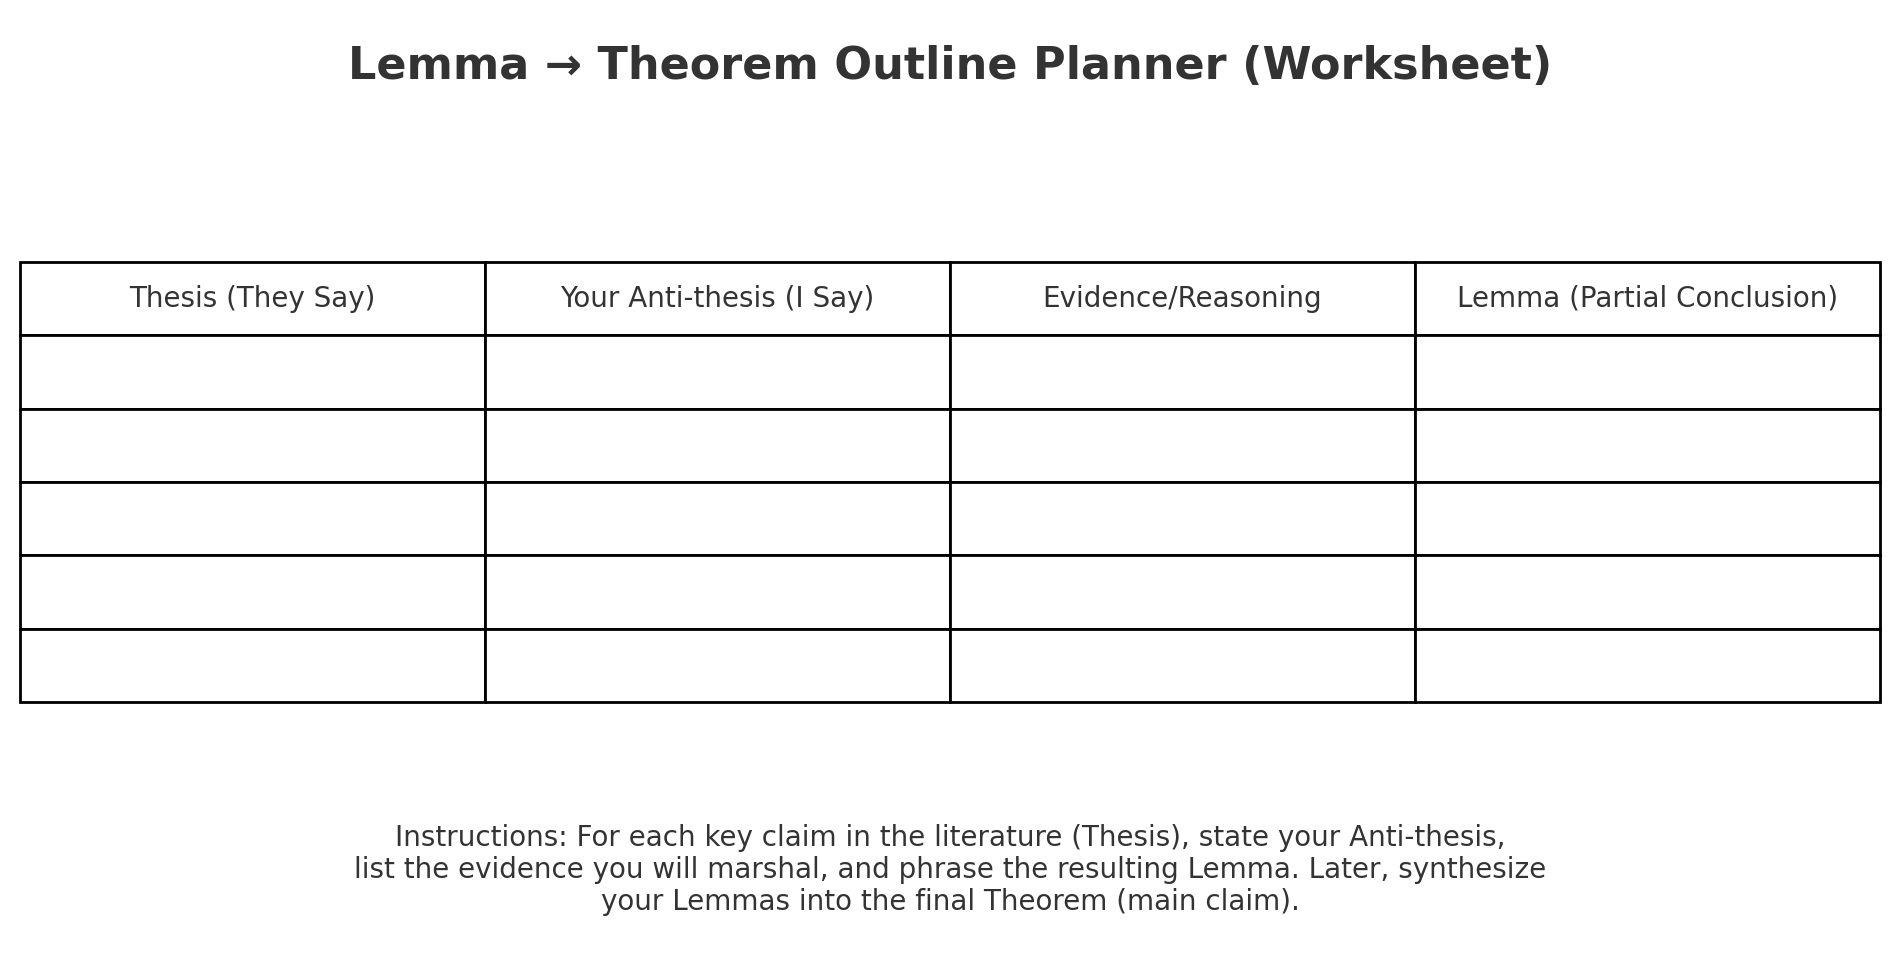 Lemma → Theorem Outline Planner (Worksheet)
Thesis (They Say)
Your Anti-thesis (I Say)
Evidence/Reasoning
Lemma (Partial Conclusion)
Instructions: For each key claim in the literature (Thesis), state your Anti-thesis,
list the evidence you will marshal, and phrase the resulting Lemma. Later, synthesize
your Lemmas into the final Theorem (main claim).